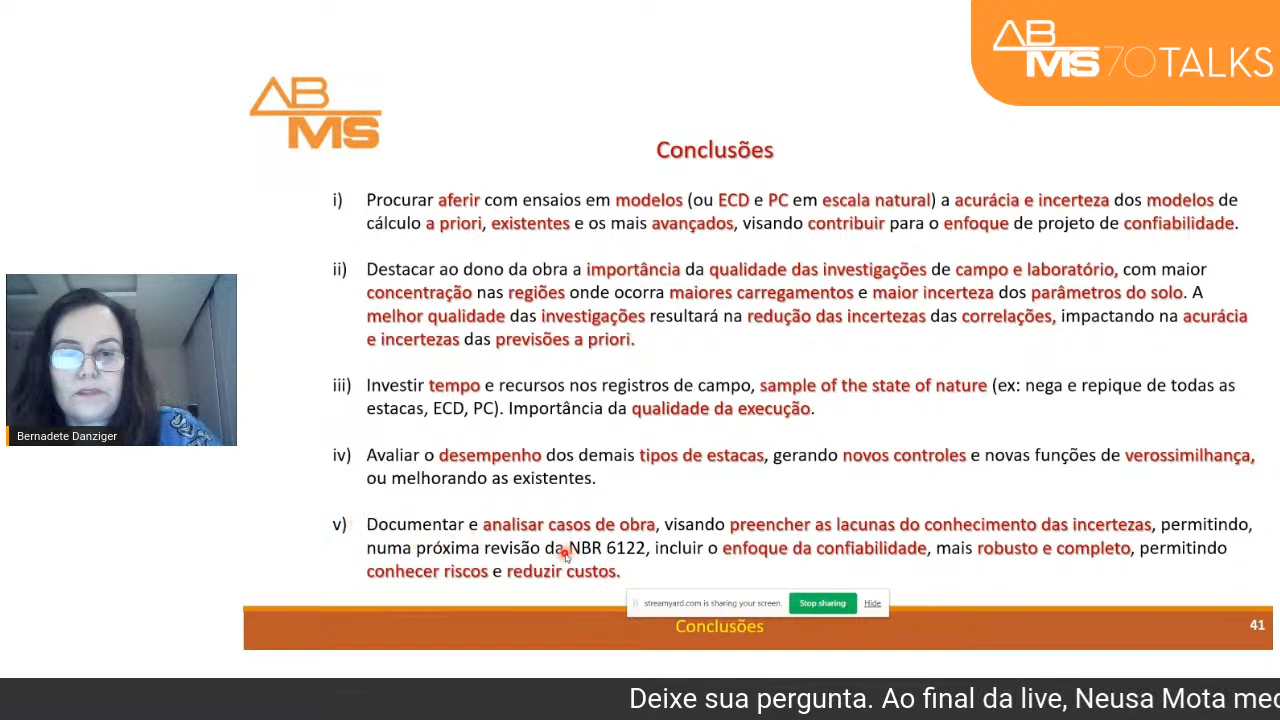 AB
MS 70 TALKS
AB
MS
Conclusões
i) Procurar aferir com ensaios em modelos (ou ECD e PC em escala natural) a acurácia e incerteza dos modelos de
cálculo a priori, existentes e os mais avançados, visando contribuir para o enfoque de projeto de confiabilidade.
ii) Destacar ao dono da obra a importância da qualidade das investigações de campo e laboratório, com maior
concentração nas regiões onde ocorra maiores carregamentos e maior incerteza dos parâmetros do solo. A
melhor qualidade das investigações resultará na redução das incertezas das correlações, impactando na acurácia
e incertezas das previsões a priori.
iii) Investir tempo e recursos nos registros de campo, sample of the state of nature (ex: nega e repique de todas as
estacas, ECD, PC). Importância da qualidade da execução.
iv) Avaliar o desempenho dos demais tipos de estacas, gerando novos controles e novas funções de verossimilhança,
ou melhorando as existentes.
v) Documentar e analisar casos de obra, visando preencher as lacunas do conhecimento das incertezas, permitindo,
numa próxima revisão da NBR 6122, incluir o enfoque da confiabilidade, mais robusto e completo, permitindo
conhecer riscos e reduzir custos.
Bernadete Danziger
streamyard.com is sharing your screen. Stop sharing Hide
Conclusões 41
Deixe sua pergunta. Ao final da live, Neusa Mota med